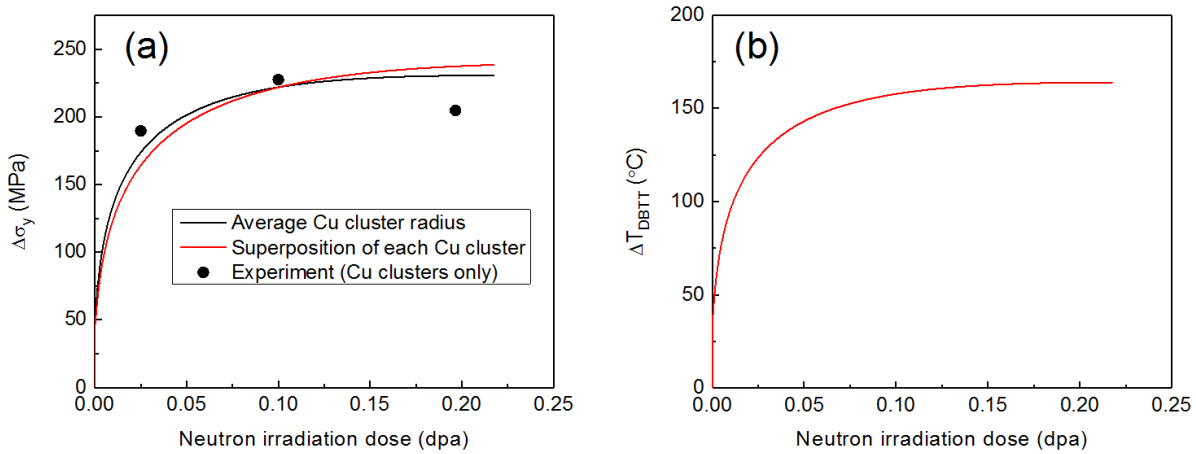 (a)
250
200
150
100
50
0
Δσy (MPa)
Average Cu cluster radius
Superposition of each Cu cluster
Experiment (Cu clusters only)
0.00 0.05 0.10 0.15 0.20 0.25
Neutron irradiation dose (dpa)
(b)
200
150
100
50
0
ΔTDBTT (°C)
0.00 0.05 0.10 0.15 0.20 0.25
Neutron irradiation dose (dpa)